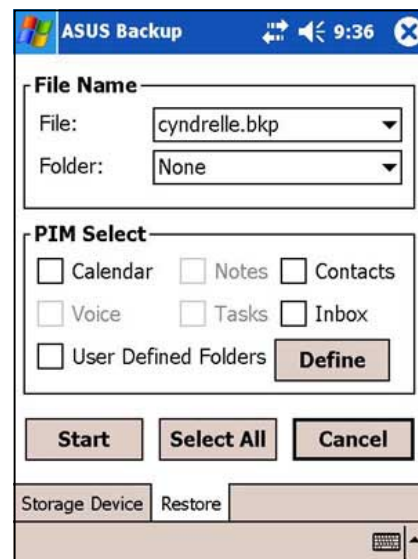 ASUS Backup 9:36
File Name
File: cyndrelle.bkp
Folder: None
PIM Select
Calendar Notes Contacts
Voice Tasks Inbox
User Defined Folders Define
Start Select All Cancel
Storage Device Restore